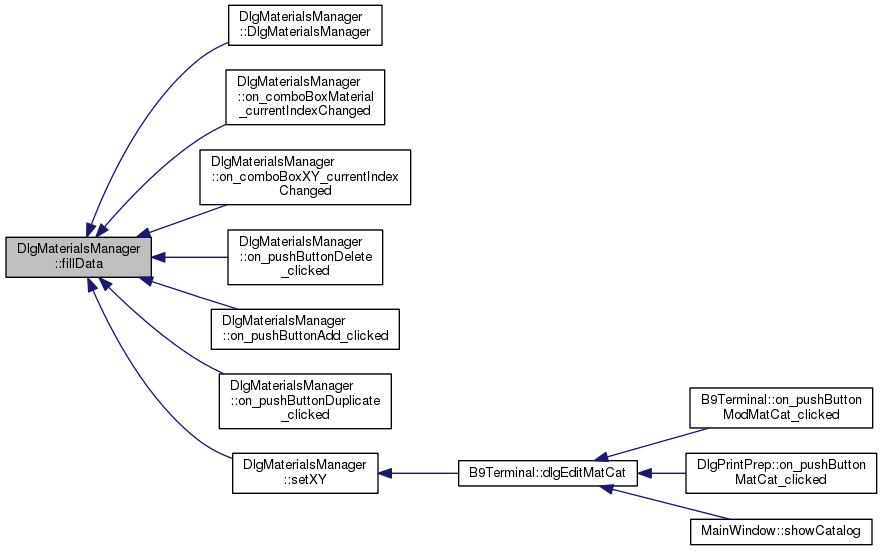 DlgMaterialsManager
::DlgMaterialsManager
DlgMaterialsManager
::on_comboBoxMaterial
_currentIndexChanged
DlgMaterialsManager
::on_comboBoxXY_currentIndex
Changed
DlgMaterialsManager
::fillData
DlgMaterialsManager
::on_pushButtonDelete
_clicked
DlgMaterialsManager
::on_pushButtonAdd_clicked
DlgMaterialsManager
::on_pushButtonDuplicate
_clicked
DlgMaterialsManager
::setXY
B9Terminal::dlgEditMatCat
B9Terminal::on_pushButton
ModMatCat_clicked
DlgPrintPrep::on_pushButton
MatCat_clicked
MainWindow::showCatalog